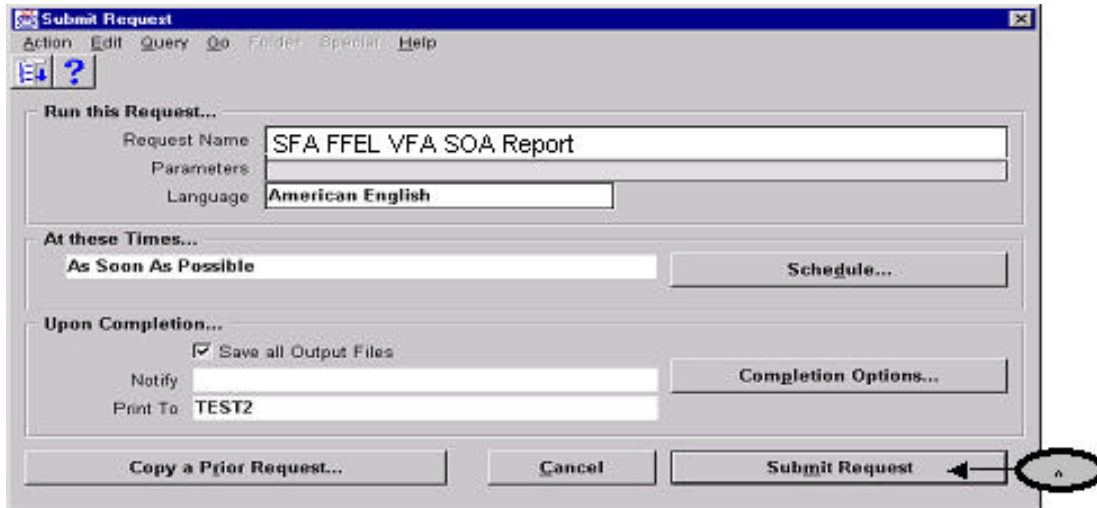 Submit Request
Action Edit Query Go Folder Special Help
Run this Request...
Request Name SFA FFEL VFA SOA Report
Parameters
Language American English
At these Times...
As Soon As Possible Schedule...
Upon Completion...
Save all Output Files
Notify Completion Options...
Print To TEST2
Copy a Prior Request... Cancel Submit Request